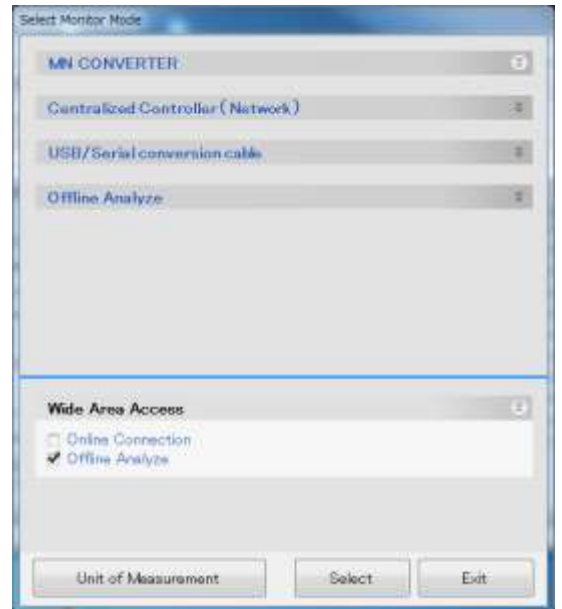 Select Monitor Mode
MN CONVERTER
Centralized Controller(Network)
USB/Serial conversion cable
Offline Analyze
Wide Area Access
Online Connection
Offline Analyze
Unit of Measurement
Select
Exit